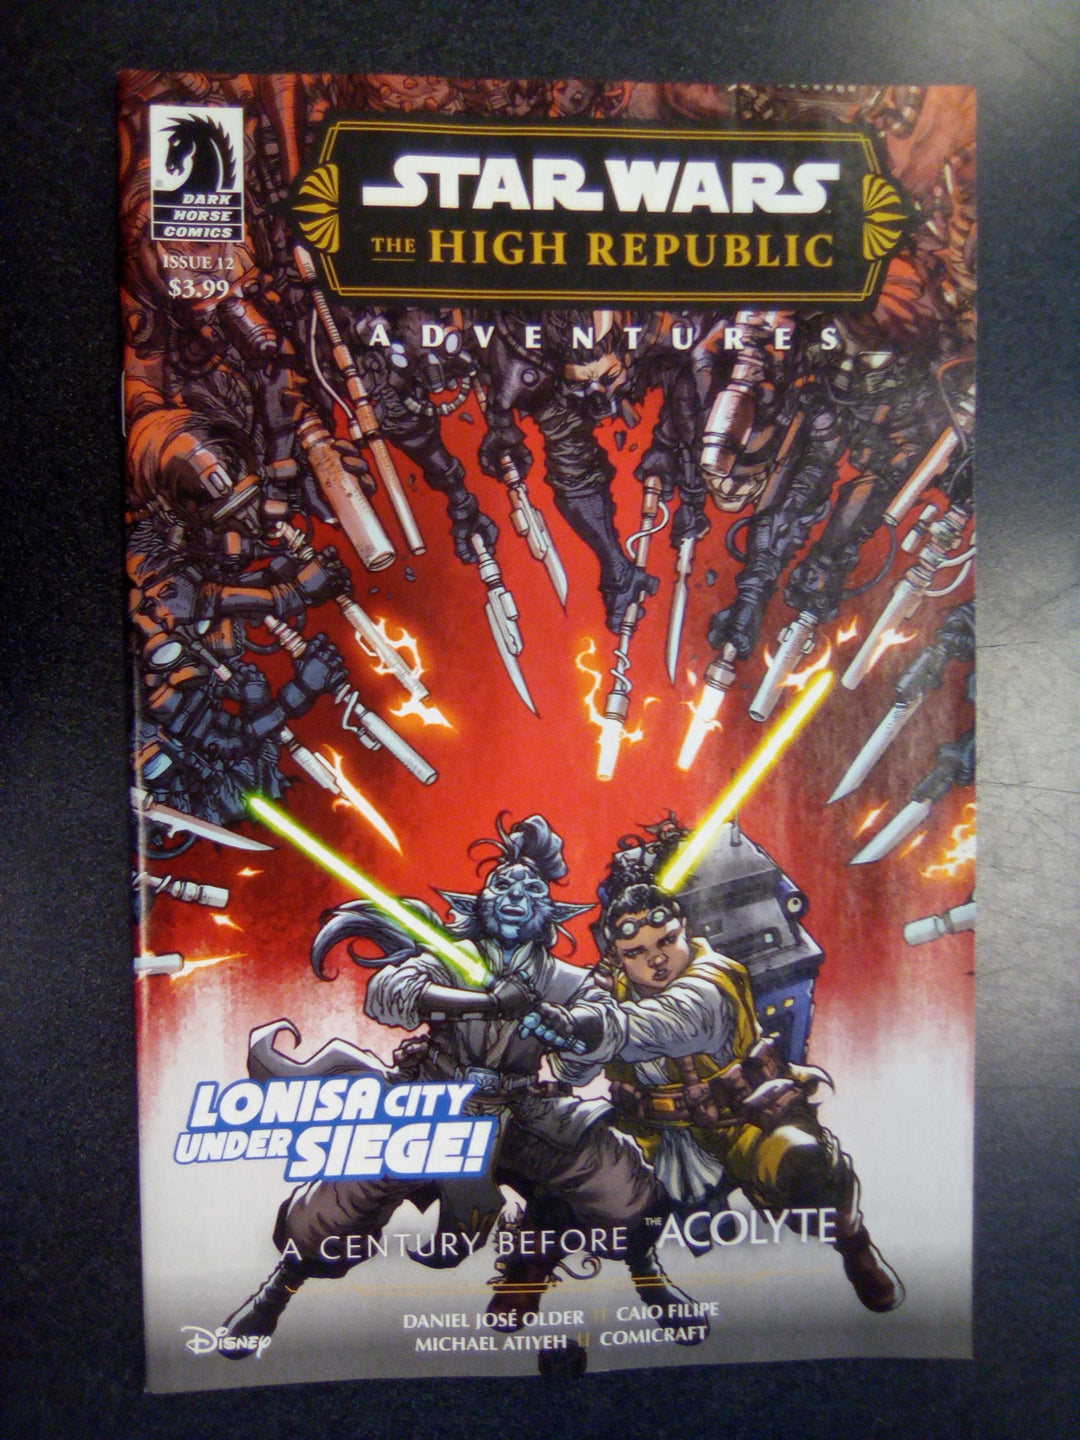 DARK
HORSE
COMICS
ISSUE 12
$3.99
STAR WARS
THE HIGH REPUBLIC
ADVENTURES
LONISA CITY
UNDER SIEGE!
A CENTURY BEFORE THE ACOLYTE
DANIEL JOSÉ OLDER // CAIO FILIPE
MICHAEL ATIYEH // COMICRAFT
Disney